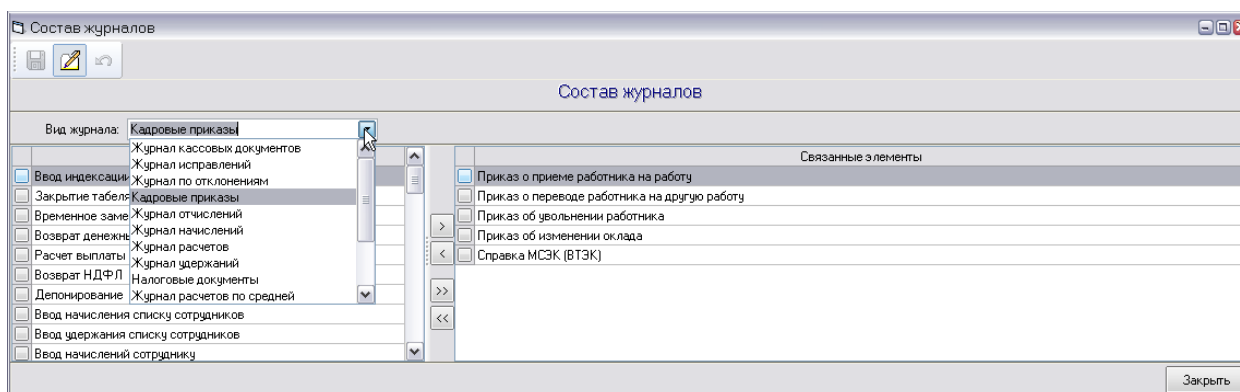 Состав журналов
Состав журналов
Вид журнала: Кадровые приказы
Журнал кассовых документов
Журнал исправлений
Журнал по отклонениям
Кадровые приказы
Журнал отчислений
Журнал начислений
Журнал расчетов
Журнал удержаний
Налоговые документы
Журнал расчетов по средней
Ввод индексации
Закрытие табеля
Временное заме
Возврат денежн
Расчет выплаты
Возврат НДФЛ
Депонирование
Ввод начисления списку сотрудников
Ввод удержания списку сотрудников
Ввод начислений сотруднику
>
<
>>
<<
Связанные элементы
Приказ о приеме работника на работу
Приказ о переводе работника на другую работу
Приказ об увольнении работника
Приказ об изменении оклада
Справка МСЭК (ВТЭК)
Закрыть